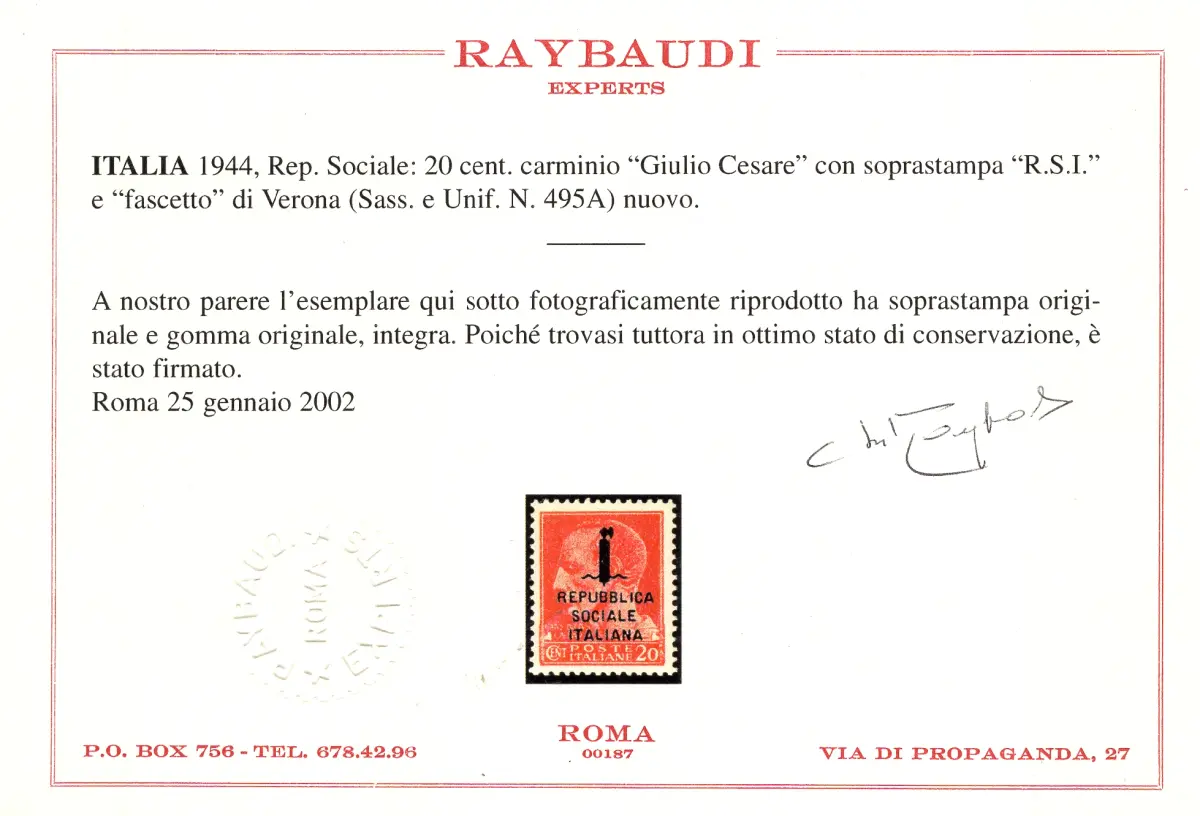 RAYBAUDI
EXPERTS
ITALIA 1944, Rep. Sociale: 20 cent. carminio “Giulio Cesare” con soprastampa “R.S.I.”
e “fascetto” di Verona (Sass. e Unif. N. 495A) nuovo.
A nostro parere l’esemplare qui sotto fotograficamente riprodotto ha soprastampa origi-
nale e gomma originale, integra. Poiché trovasi tuttora in ottimo stato di conservazione, è
stato firmato.
Roma 25 gennaio 2002
REPUBBLICA
SOCIALE
ITALIANA
CENT POSTE ITALIANE 20
ROMA
ROMA
00187
P.O. BOX 756 - TEL. 678.42.96
VIA DI PROPAGANDA, 27